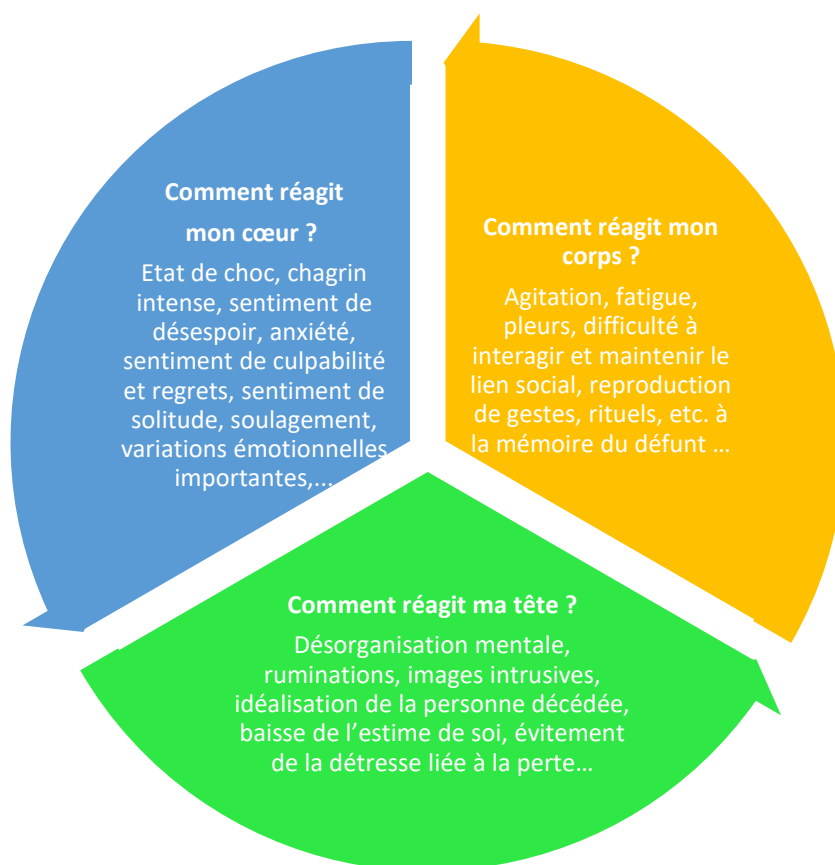 Comment réagit
mon cœur ?
Etat de choc, chagrin
intense, sentiment de
désespoir, anxiété,
sentiment de culpabilité
et regrets, sentiment de
solitude, soulagement,
variations émotionnelles
importantes,...
Comment réagit mon
corps ?
Agitation, fatigue,
pleurs, difficulté à
interagir et maintenir le
lien social, reproduction
de gestes, rituels, etc. à
la mémoire du défunt …
Comment réagit ma tête ?
Désorganisation mentale,
ruminations, images intrusives,
idéalisation de la personne décédée,
baisse de l’estime de soi, évitement
de la détresse liée à la perte…